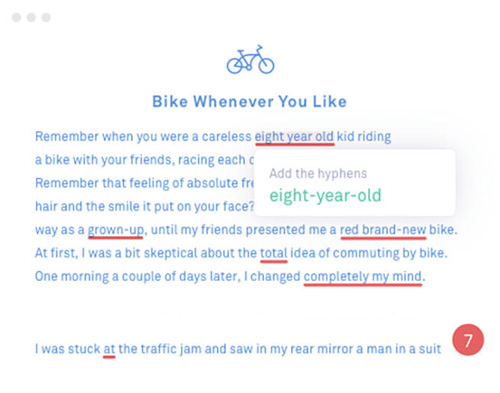 Bike Whenever You Like
Remember when you were a careless eight year old kid riding
a bike with your friends, racing each
Add the hyphens
eight-year-old
Remember that feeling of absolute fre
hair and the smile it put on your face?
way as a grown-up, until my friends presented me a red brand-new bike.
At first, I was a bit skeptical about the total idea of commuting by bike.
One morning a couple of days later, I changed completely my mind.
I was stuck at the traffic jam and saw in my rear mirror a man in a suit
7